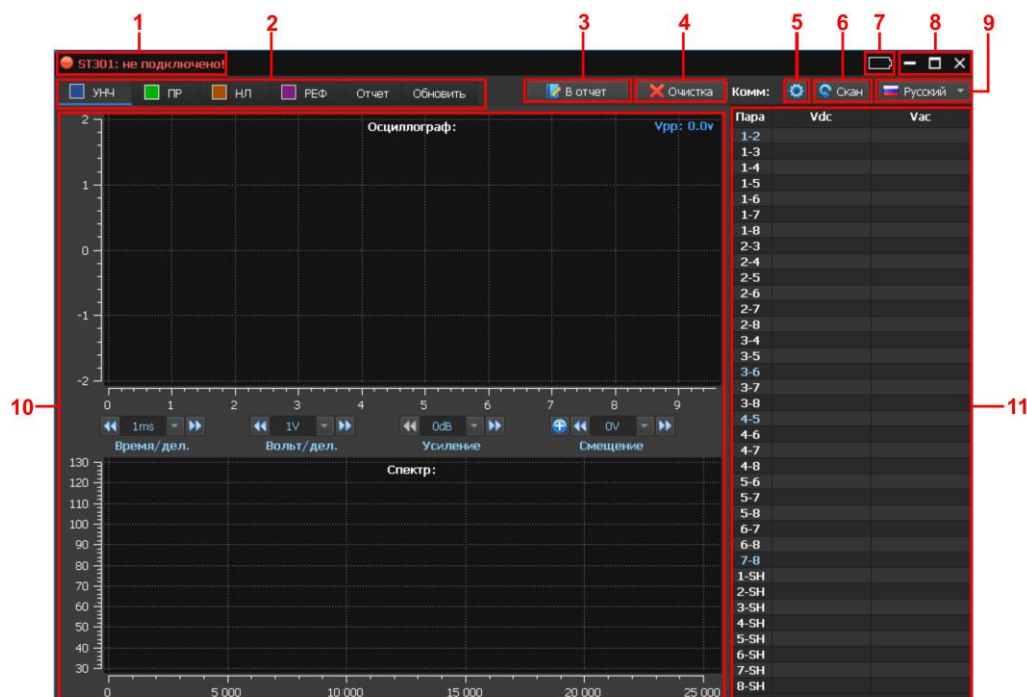 1 2 3 4 5 6 7 8 9
ST301: не подключено!
УНЧ ПР НЛ РЕФ Отчет Обновить В отчет Очистка Комм: Скан Русский
Осциллограф: Vpp: 0.0v
2
1
0
-1
-2
0 1 2 3 4 5 6 7 8 9
1ms 1V 0dB 0V
Время/дел. Вольт/дел. Усиление Смещение
Спектр:
130
120
110
100
90
80
70
60
50
40
30
0 5 000 10 000 15 000 20 000 25 000
10
Пара Vdc Vac
1-2
1-3
1-4
1-5
1-6
1-7
1-8
2-3
2-4
2-5
2-6
2-7
2-8
3-4
3-5
3-6
3-7
3-8
4-5
4-6
4-7
4-8
5-6
5-7
5-8
6-7
6-8
7-8
1-SH
2-SH
3-SH
4-SH
5-SH
6-SH
7-SH
8-SH
11